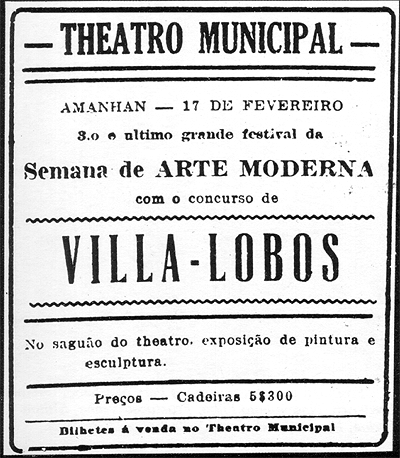 — THEATRO MUNICIPAL —
AMANHAN — 17 DE FEVEREIRO
3.o e ultimo grande festival da
Semana de ARTE MODERNA
com o concurso de
VILLA-LOBOS
No saguão do theatro, exposição de pintura e
esculptura.
Preços — Cadeiras 5$300
Bilhetes á venda no Theatro Municipal